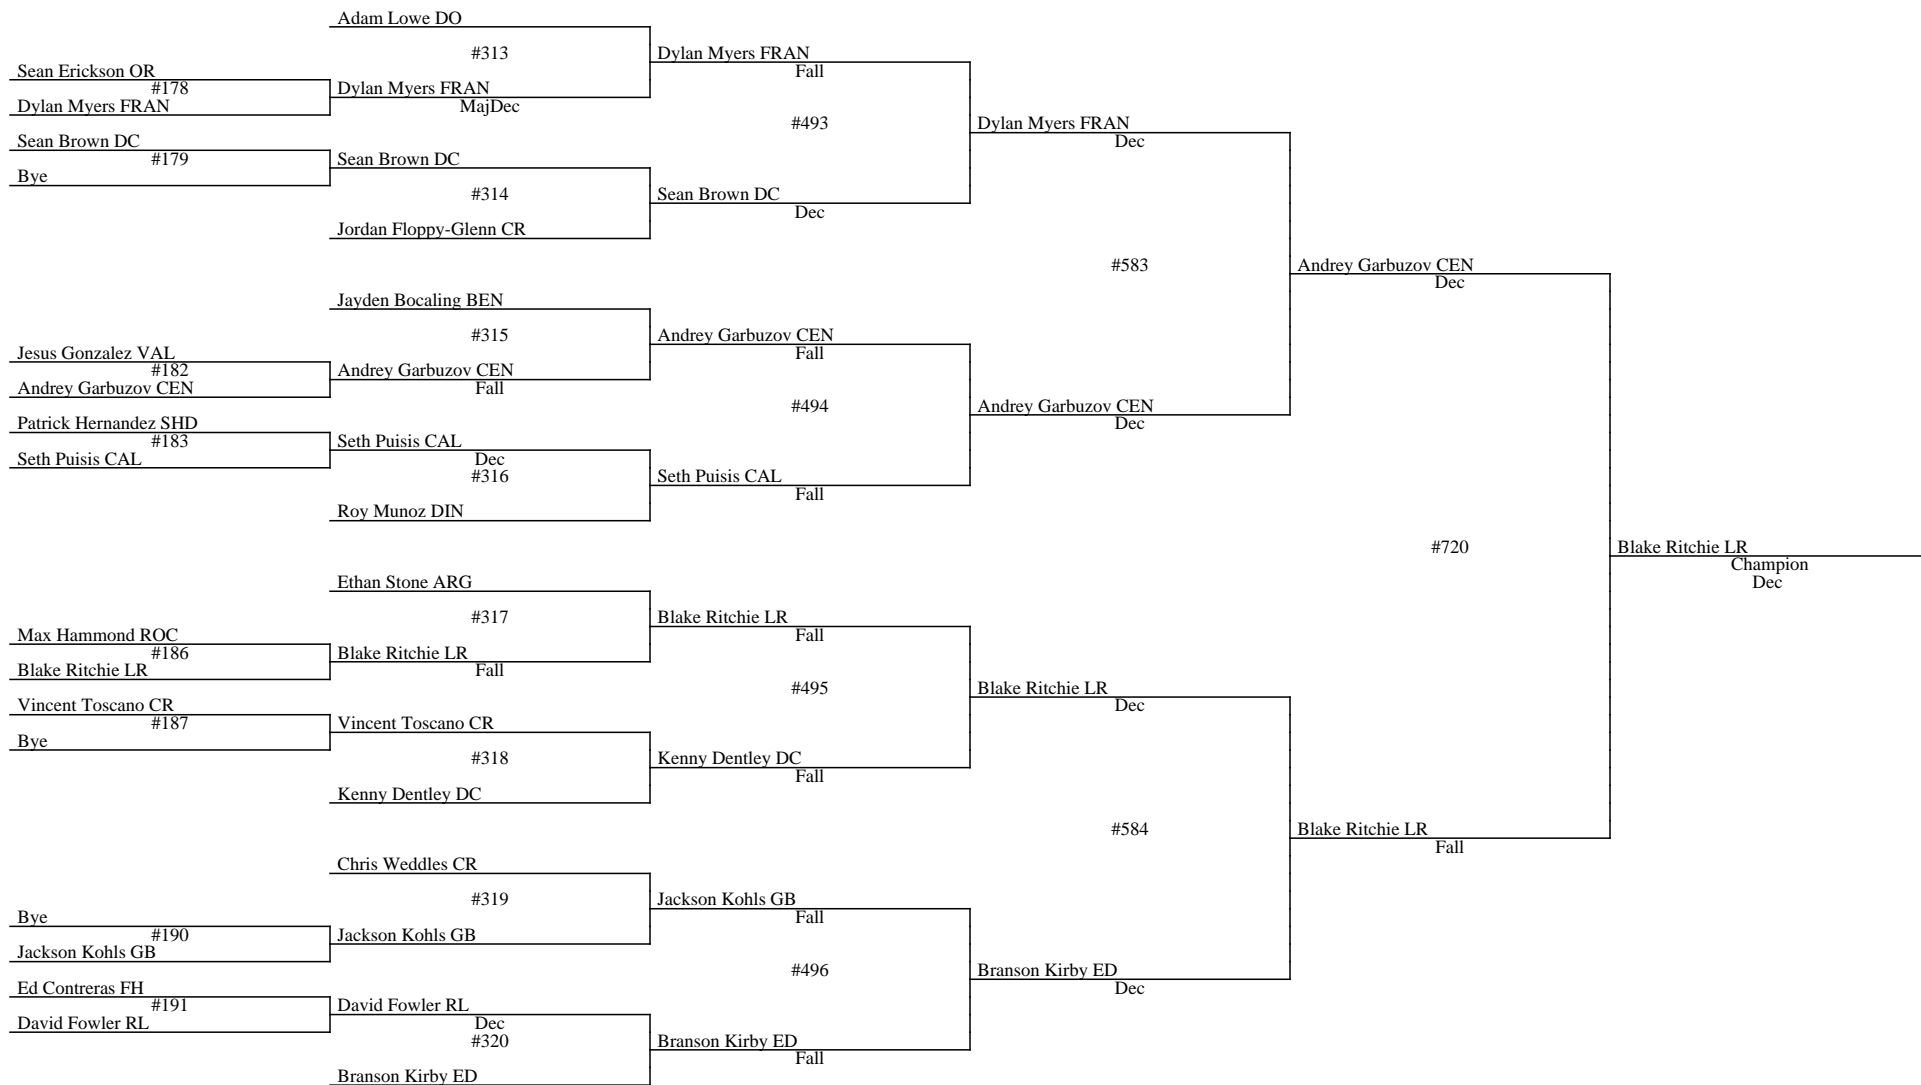 Adam Lowe DO
#313
Dylan Myers FRAN
Fall
Sean Erickson OR
#178
Dylan Myers FRAN
MajDec
Dylan Myers FRAN
#493
Dylan Myers FRAN
Dec
Sean Brown DC
#179
Sean Brown DC
Bye
#314
Sean Brown DC
Dec
Jordan Floppy-Glenn CR
#583
Andrey Garbuzov CEN
Dec
Jayden Bocaling BEN
#315
Andrey Garbuzov CEN
Fall
Jesus Gonzalez VAL
#182
Andrey Garbuzov CEN
Fall
Andrey Garbuzov CEN
#494
Andrey Garbuzov CEN
Dec
Patrick Hernandez SHD
#183
Seth Puisis CAL
Dec
Seth Puisis CAL
#316
Seth Puisis CAL
Fall
Roy Munoz DIN
#720
Blake Ritchie LR
Champion
Dec
Ethan Stone ARG
#317
Blake Ritchie LR
Fall
Max Hammond ROC
#186
Blake Ritchie LR
Fall
Blake Ritchie LR
#495
Blake Ritchie LR
Dec
Vincent Toscano CR
#187
Vincent Toscano CR
Bye
#318
Kenny Dentley DC
Fall
Kenny Dentley DC
#584
Blake Ritchie LR
Fall
Chris Weddles CR
#319
Jackson Kohls GB
Fall
Bye
#190
Jackson Kohls GB
Jackson Kohls GB
#496
Branson Kirby ED
Dec
Ed Contreras FH
#191
David Fowler RL
Dec
David Fowler RL
#320
Branson Kirby ED
Fall
Branson Kirby ED